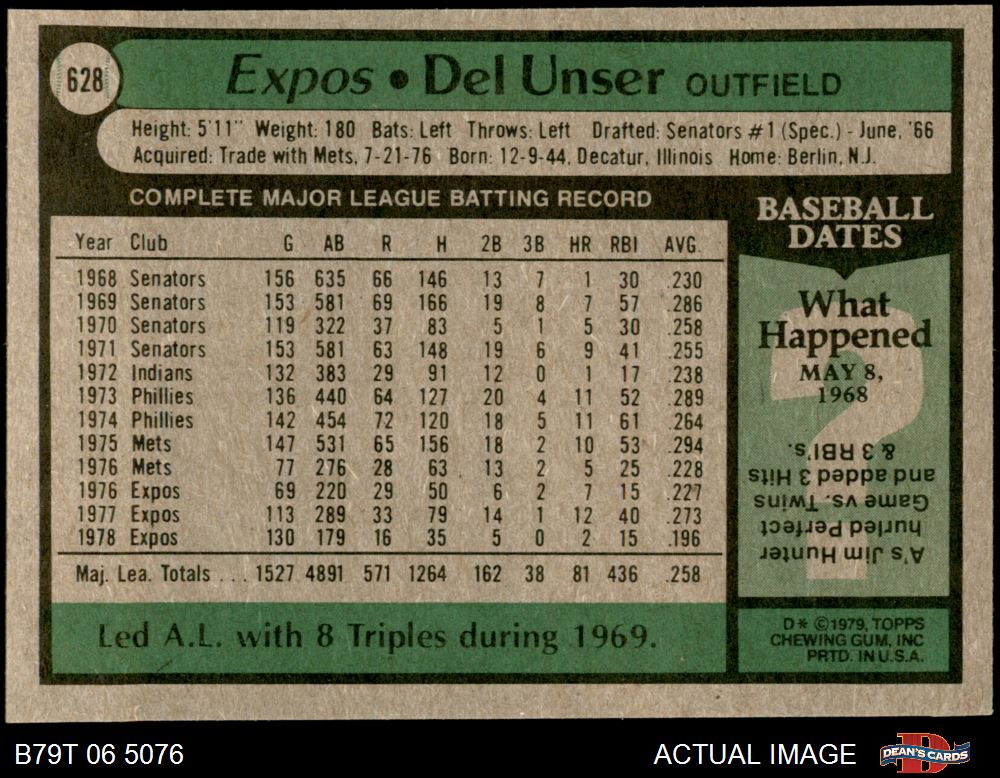 628
Expos • Del Unser OUTFIELD
Height: 5'11" Weight: 180 Bats: Left Throws: Left Drafted: Senators #1 (Spec.) - June, '66
Acquired: Trade with Mets, 7-21-76 Born: 12-9-44, Decatur, Illinois Home: Berlin, N.J.
COMPLETE MAJOR LEAGUE BATTING RECORD
Year Club G AB R H 2B 3B HR RBI AVG.
1968 Senators 156 635 66 146 13 7 1 30 .230
1969 Senators 153 581 69 166 19 8 7 57 .286
1970 Senators 119 322 37 83 5 1 5 30 .258
1971 Senators 153 581 63 148 19 6 9 41 .255
1972 Indians 132 383 29 91 12 0 1 17 .238
1973 Phillies 136 440 64 127 20 4 11 52 .289
1974 Phillies 142 454 72 120 18 5 11 61 .264
1975 Mets 147 531 65 156 18 2 10 53 .294
1976 Mets 77 276 28 63 13 2 5 25 .228
1976 Expos 69 220 29 50 6 2 7 15 .227
1977 Expos 113 289 33 79 14 1 12 40 .273
1978 Expos 130 179 16 35 5 0 2 15 .196
Maj. Lea. Totals . . . 1527 4891 571 1264 162 38 81 436 .258
Led A.L. with 8 Triples during 1969.
BASEBALL
DATES
What
Happened
MAY 8,
1968
?
A's Jim Hunter
hurled Perfect
Game vs. Twins
and added 3 Hits
& 3 RBI's.
D* ©1979, TOPPS
CHEWING GUM, INC
PRTD. IN U.S.A.
B79T 06 5076
ACTUAL IMAGE
D
DEAN'S CARDS